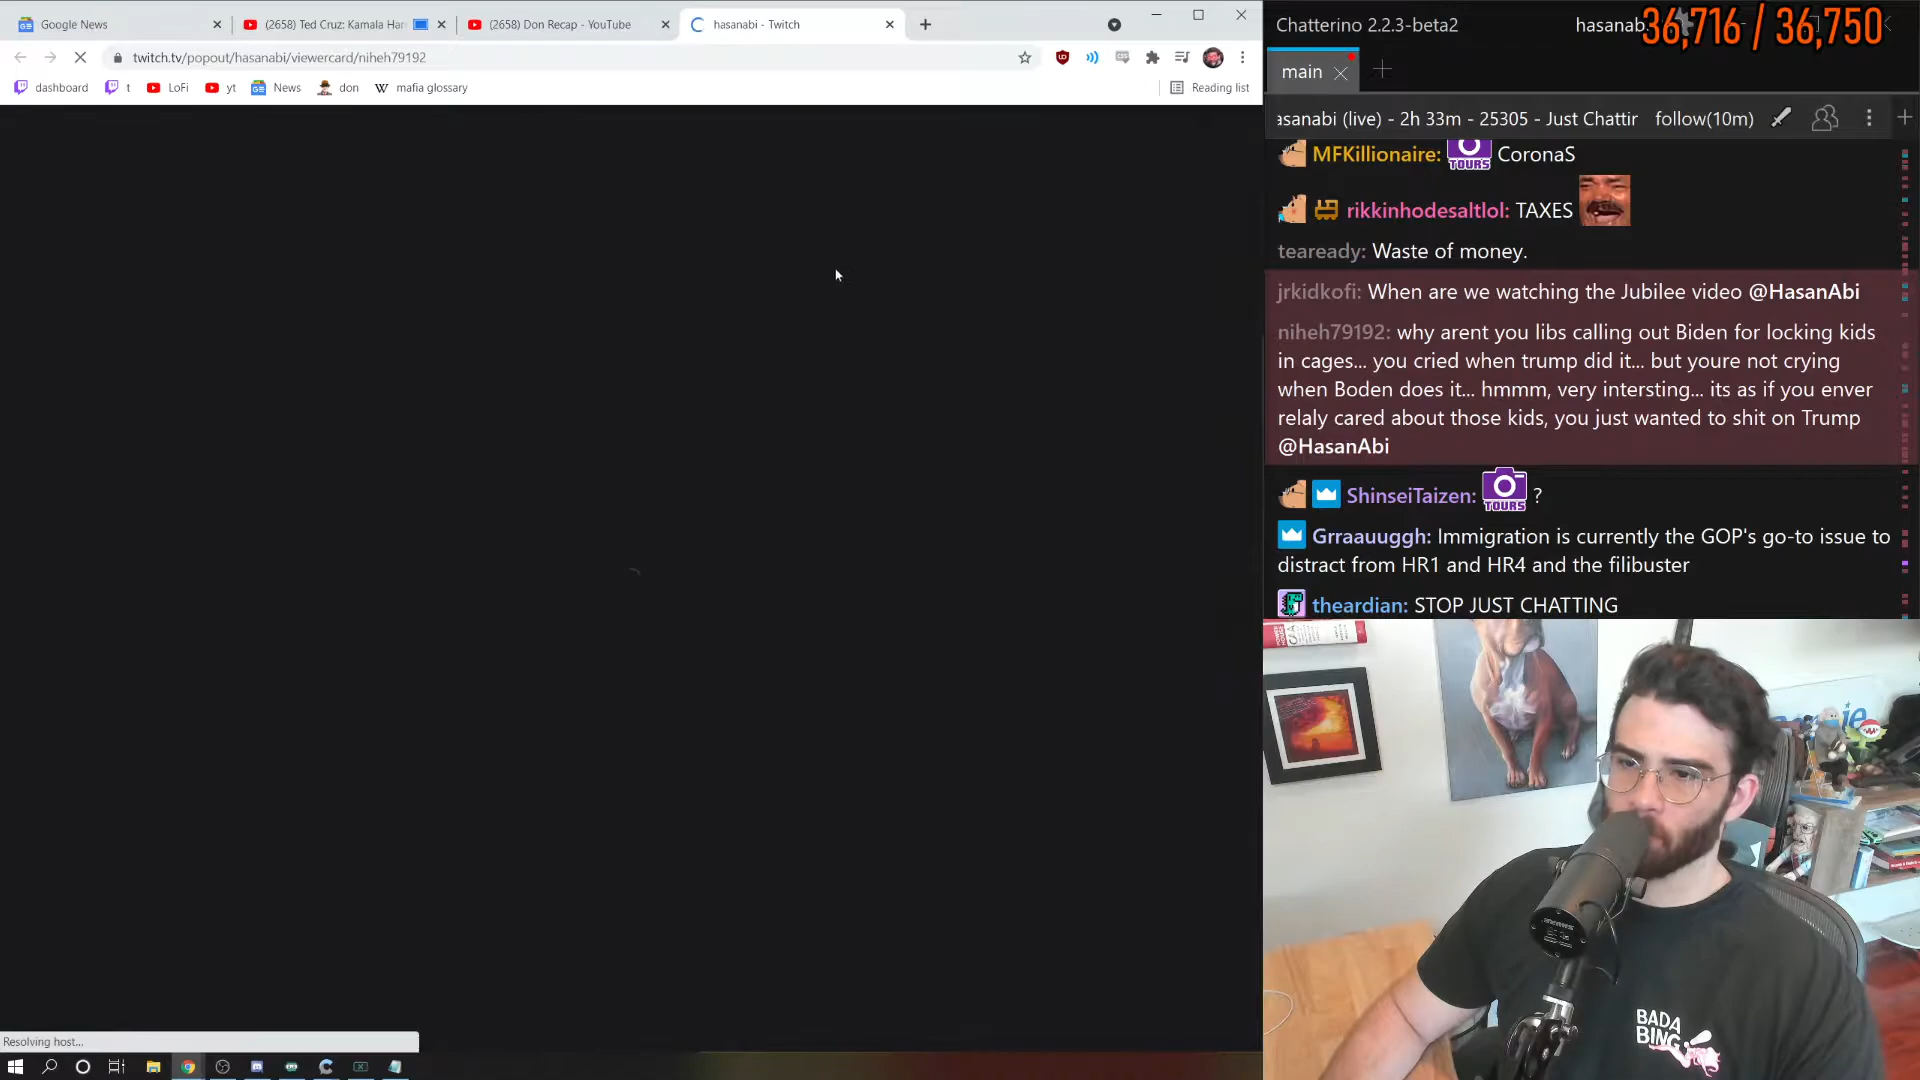 Google News
(2658) Ted Cruz: Kamala Har
(2658) Don Recap - YouTube
hasanabi - Twitch
twitch.tv/popout/hasanabi/viewercard/niheh79192
dashboard
t
LoFi
yt
News
don
mafia glossary
Reading list
Resolving host...
Chatterino 2.2.3-beta2
hasanab
36,716 / 36,750
main
asanabi (live) - 2h 33m - 25305 - Just Chattir
follow(10m)
MFKillionaire: TOURS CoronaS
rikkinhodesaltlol: TAXES
teaready: Waste of money.
jrkidkofi: When are we watching the Jubilee video @HasanAbi
niheh79192: why arent you libs calling out Biden for locking kids
in cages... you cried when trump did it... but youre not crying
when Boden does it... hmmm, very intersting... its as if you enver
relaly cared about those kids, you just wanted to shit on Trump
@HasanAbi
ShinseiTaizen: TOURS ?
Grraauuggh: Immigration is currently the GOP's go-to issue to
distract from HR1 and HR4 and the filibuster
theardian: STOP JUST CHATTING
BADA
BING